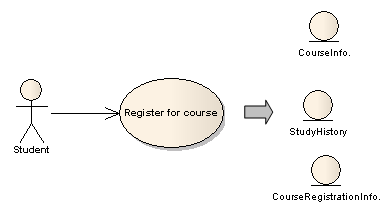 CourseInfo.
Register for course
StudyHistory
Student
CourseRegistrationInfo.